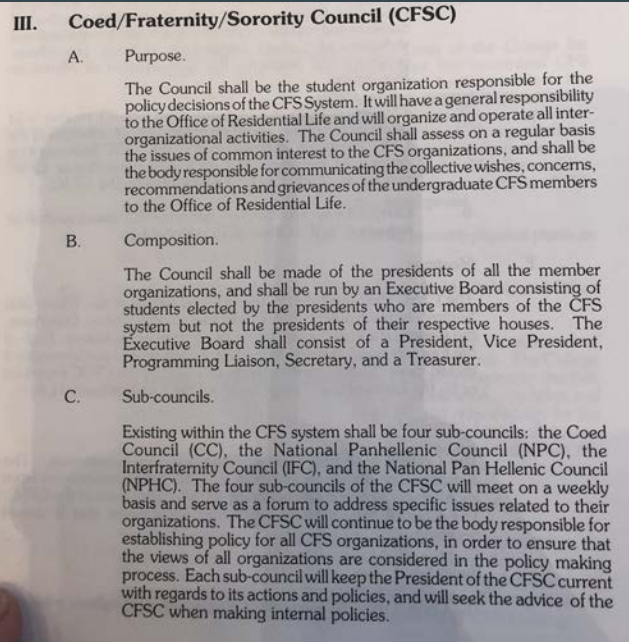 III. Coed/Fraternity/Sorority Council (CFSC)
A. Purpose.
The Council shall be the student organization responsible for the
policy decisions of the CFS System. It will have a general responsibility
to the Office of Residential Life and will organize and operate all inter-
organizational activities. The Council shall assess on a regular basis
the issues of common interest to the CFS organizations, and shall be
the body responsible for communicating the collective wishes, concerns,
recommendations and grievances of the undergraduate CFS members
to the Office of Residential Life.
B. Composition.
The Council shall be made of the presidents of all the member
organizations, and shall be run by an Executive Board consisting of
students elected by the presidents who are members of the CFS
system but not the presidents of their respective houses. The
Executive Board shall consist of a President, Vice President,
Programming Liaison, Secretary, and a Treasurer.
C. Sub-councils.
Existing within the CFS system shall be four sub-councils: the Coed
Council (CC), the National Panhellenic Council (NPC), the
Interfraternity Council (IFC), and the National Pan Hellenic Council
(NPHC). The four sub-councils of the CFSC will meet on a weekly
basis and serve as a forum to address specific issues related to their
organizations. The CFSC will continue to be the body responsible for
establishing policy for all CFS organizations, in order to ensure that
the views of all organizations are considered in the policy making
process. Each sub-council will keep the President of the CFSC current
with regards to its actions and policies, and will seek the advice of the
CFSC when making internal policies.